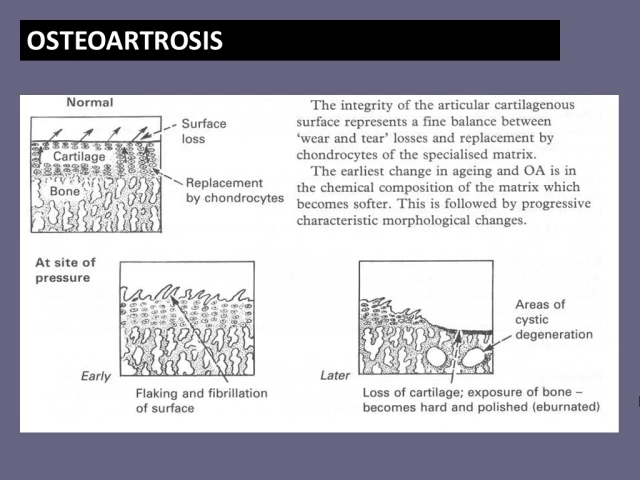 OSTEOARTROSIS
Normal
Surface
loss
Cartilage
Bone
Replacement
by chondrocytes
The integrity of the articular cartilagenous
surface represents a fine balance between
‘wear and tear’ losses and replacement by
chondrocytes of the specialised matrix.
The earliest change in ageing and OA is in
the chemical composition of the matrix which
becomes softer. This is followed by progressive
characteristic morphological changes.
At site of
pressure
Early
Flaking and fibrillation
of surface
Later
Areas of
cystic
degeneration
Loss of cartilage; exposure of bone –
becomes hard and polished (eburnated)